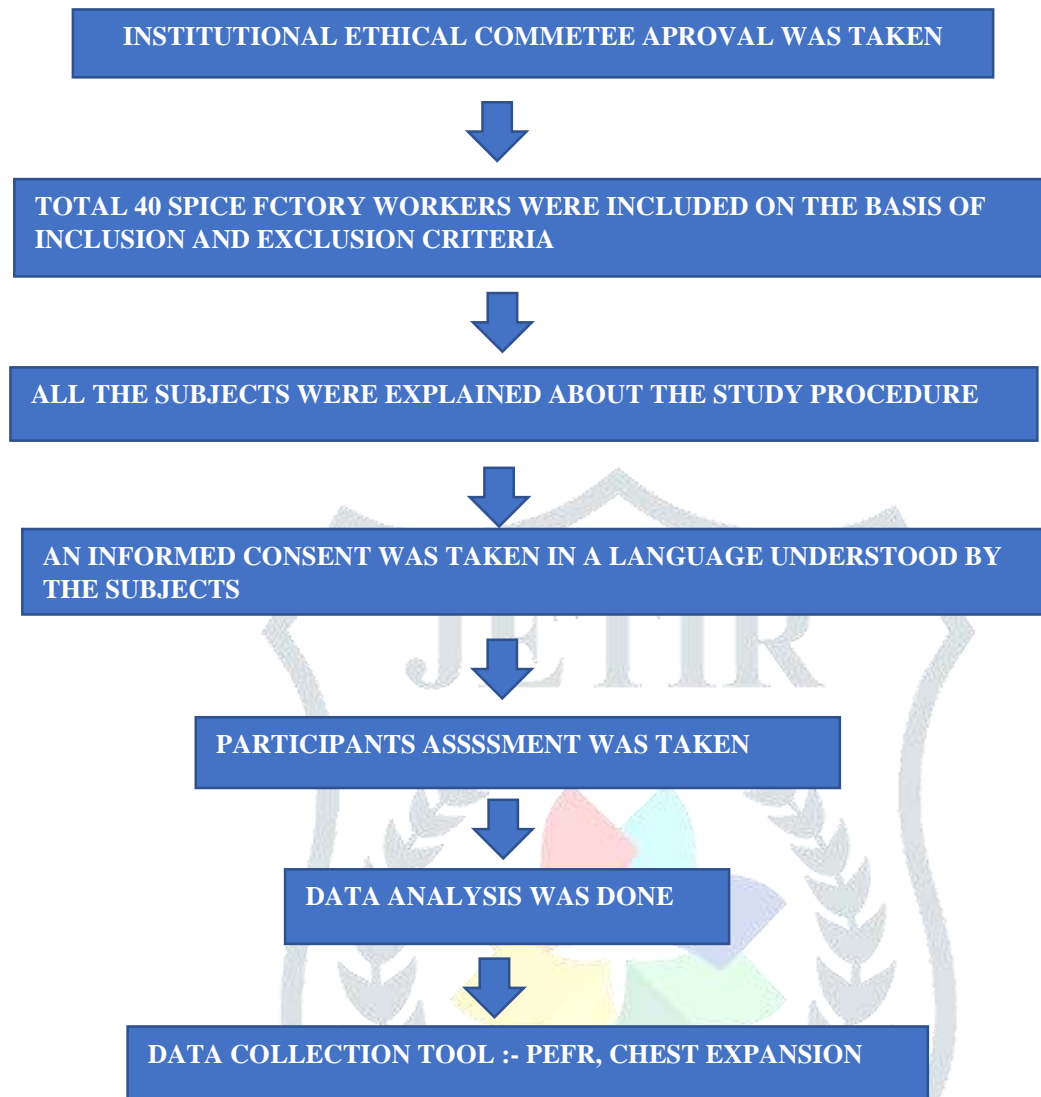 INSTITUTIONAL ETHICAL COMMETEE APROVAL WAS TAKEN
TOTAL 40 SPICE FCTORY WORKERS WERE INCLUDED ON THE BASIS OF
INCLUSION AND EXCLUSION CRITERIA
ALL THE SUBJECTS WERE EXPLAINED ABOUT THE STUDY PROCEDURE
AN INFORMED CONSENT WAS TAKEN IN A LANGUAGE UNDERSTOOD BY
THE SUBJECTS
JETIR
PARTICIPANTS ASSSSMENT WAS TAKEN
DATA ANALYSIS WAS DONE
DATA COLLECTION TOOL :- PEFR, CHEST EXPANSION